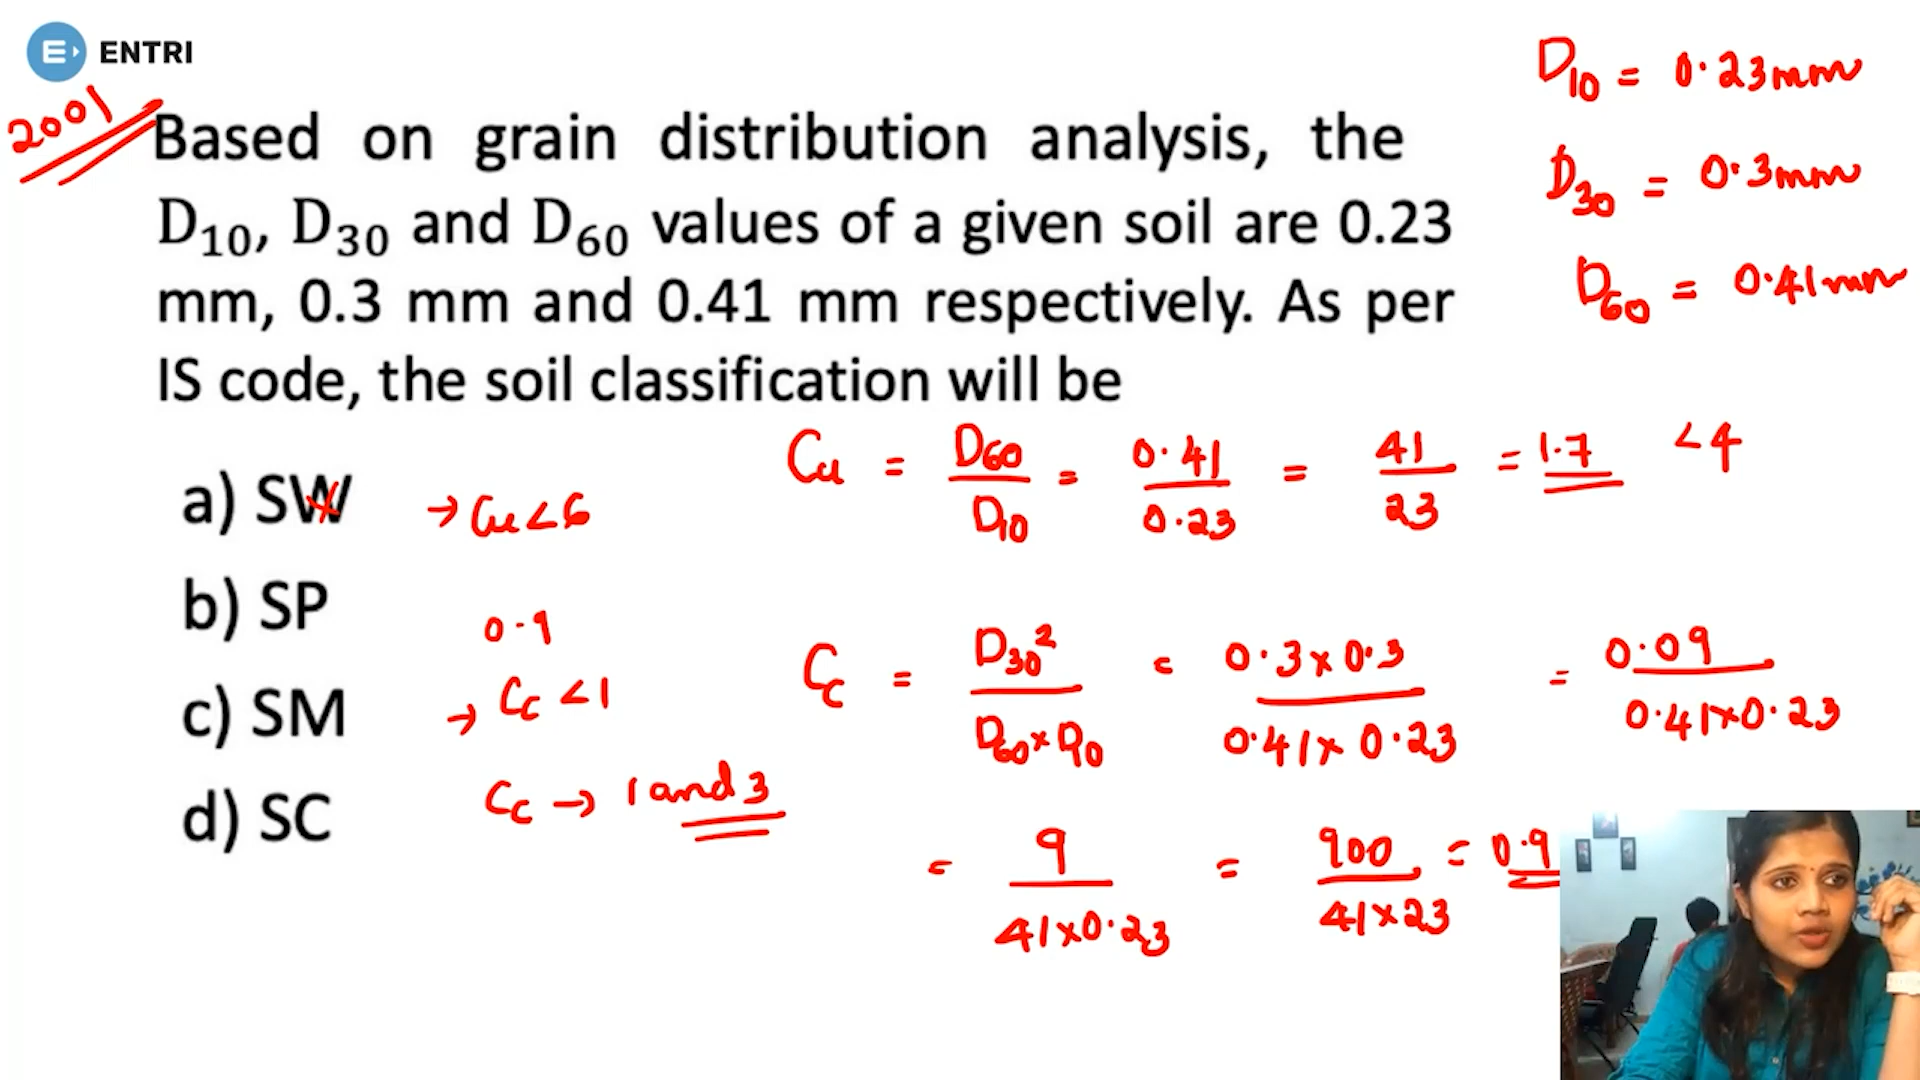 ENTRI
2001
Based on grain distribution analysis, the
D₁₀, D₃₀ and D₆₀ values of a given soil are 0.23
mm, 0.3 mm and 0.41 mm respectively. As per
IS code, the soil classification will be
D₁₀ = 0.23mm
D₃₀ = 0.3mm
D₆₀ = 0.41mm
a) SW → Cu<6
b) SP
c) SM
d) SC
Cu = D₆₀/D₁₀ = 0.41/0.23 = 41/23 = 1.7 <4
0.9
→ Cc <1
Cc → 1 and 3
Cc = D₃₀²/D₆₀×D₁₀ = 0.3×0.3/0.41×0.23 = 0.09/0.41×0.23
= 9/41×0.23 = 900/41×23 = 0.9